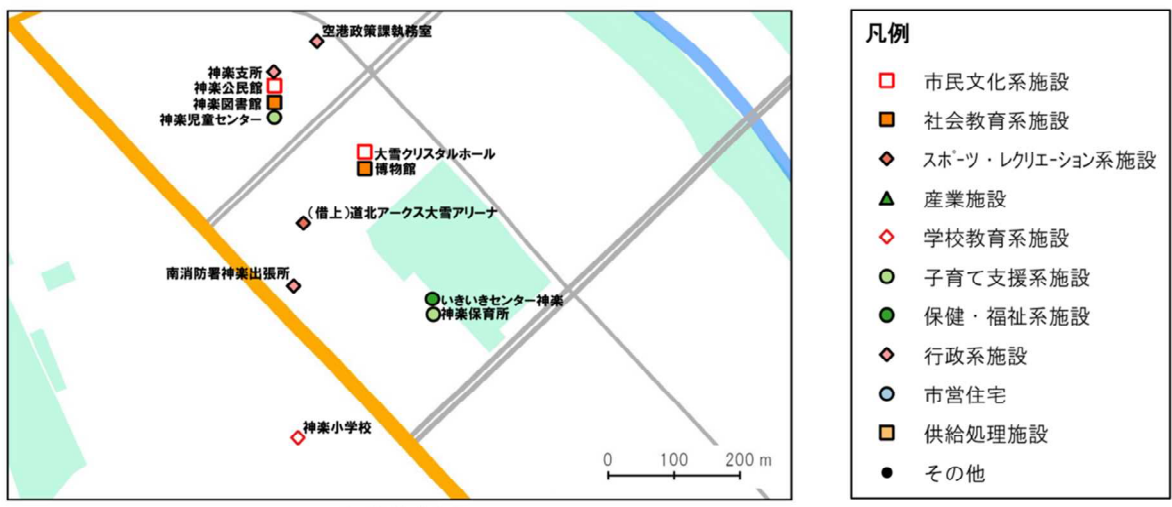 空港政策課執務室
神楽支所
神楽公民館
神楽図書館
神楽児童センター
大雪クリスタルホール
博物館
(借上)道北アークス大雪アリーナ
南消防署神楽出張所
いきいきセンター神楽
神楽保育所
神楽小学校
0 100 200 m
凡例
市民文化系施設
社会教育系施設
スポーツ・レクリエーション系施設
産業施設
学校教育系施設
子育て支援系施設
保健・福祉系施設
行政系施設
市営住宅
供給処理施設
その他